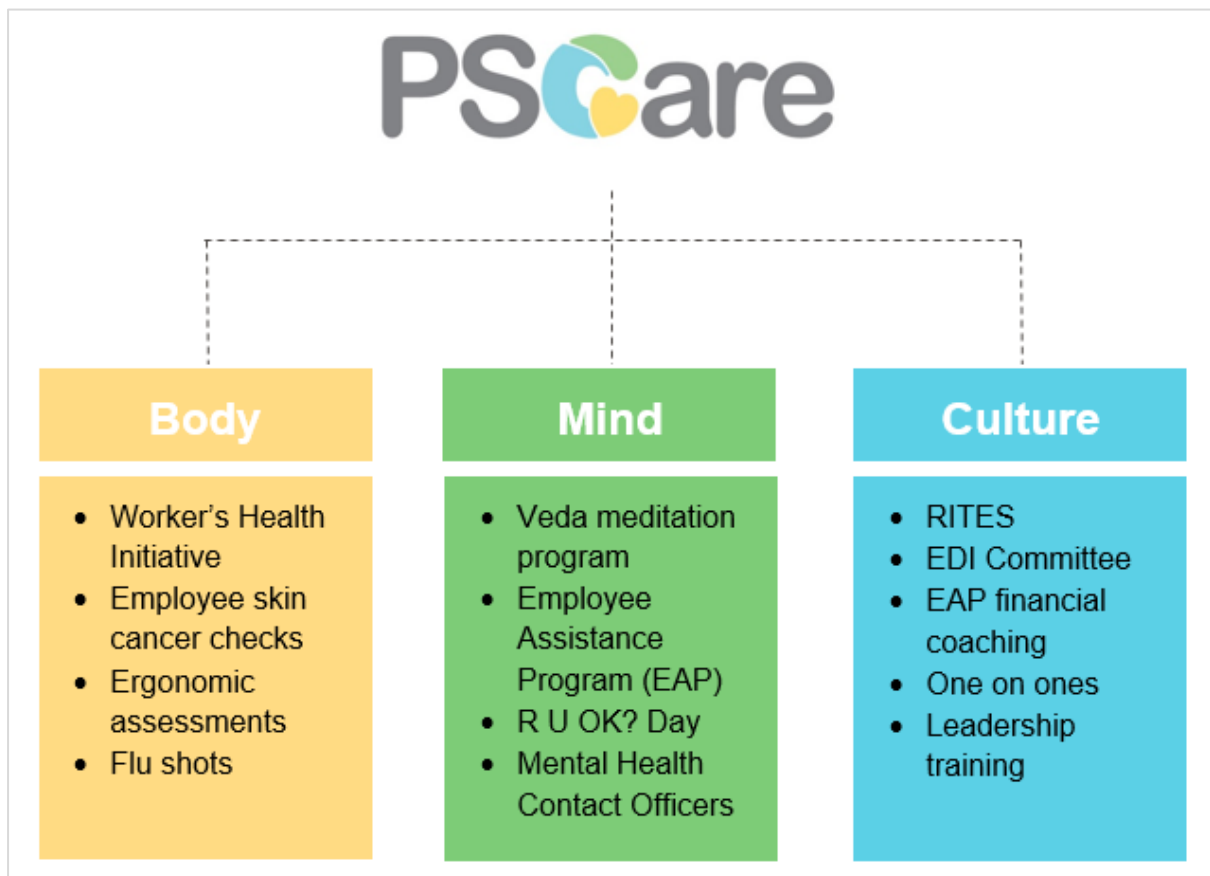 PSCare
Body
Worker’s Health
Initiative
Employee skin
cancer checks
Ergonomic
assessments
Flu shots
Mind
Veda meditation
program
Employee
Assistance
Program (EAP)
R U OK? Day
Mental Health
Contact Officers
Culture
RITES
EDI Committee
EAP financial
coaching
One on ones
Leadership
training